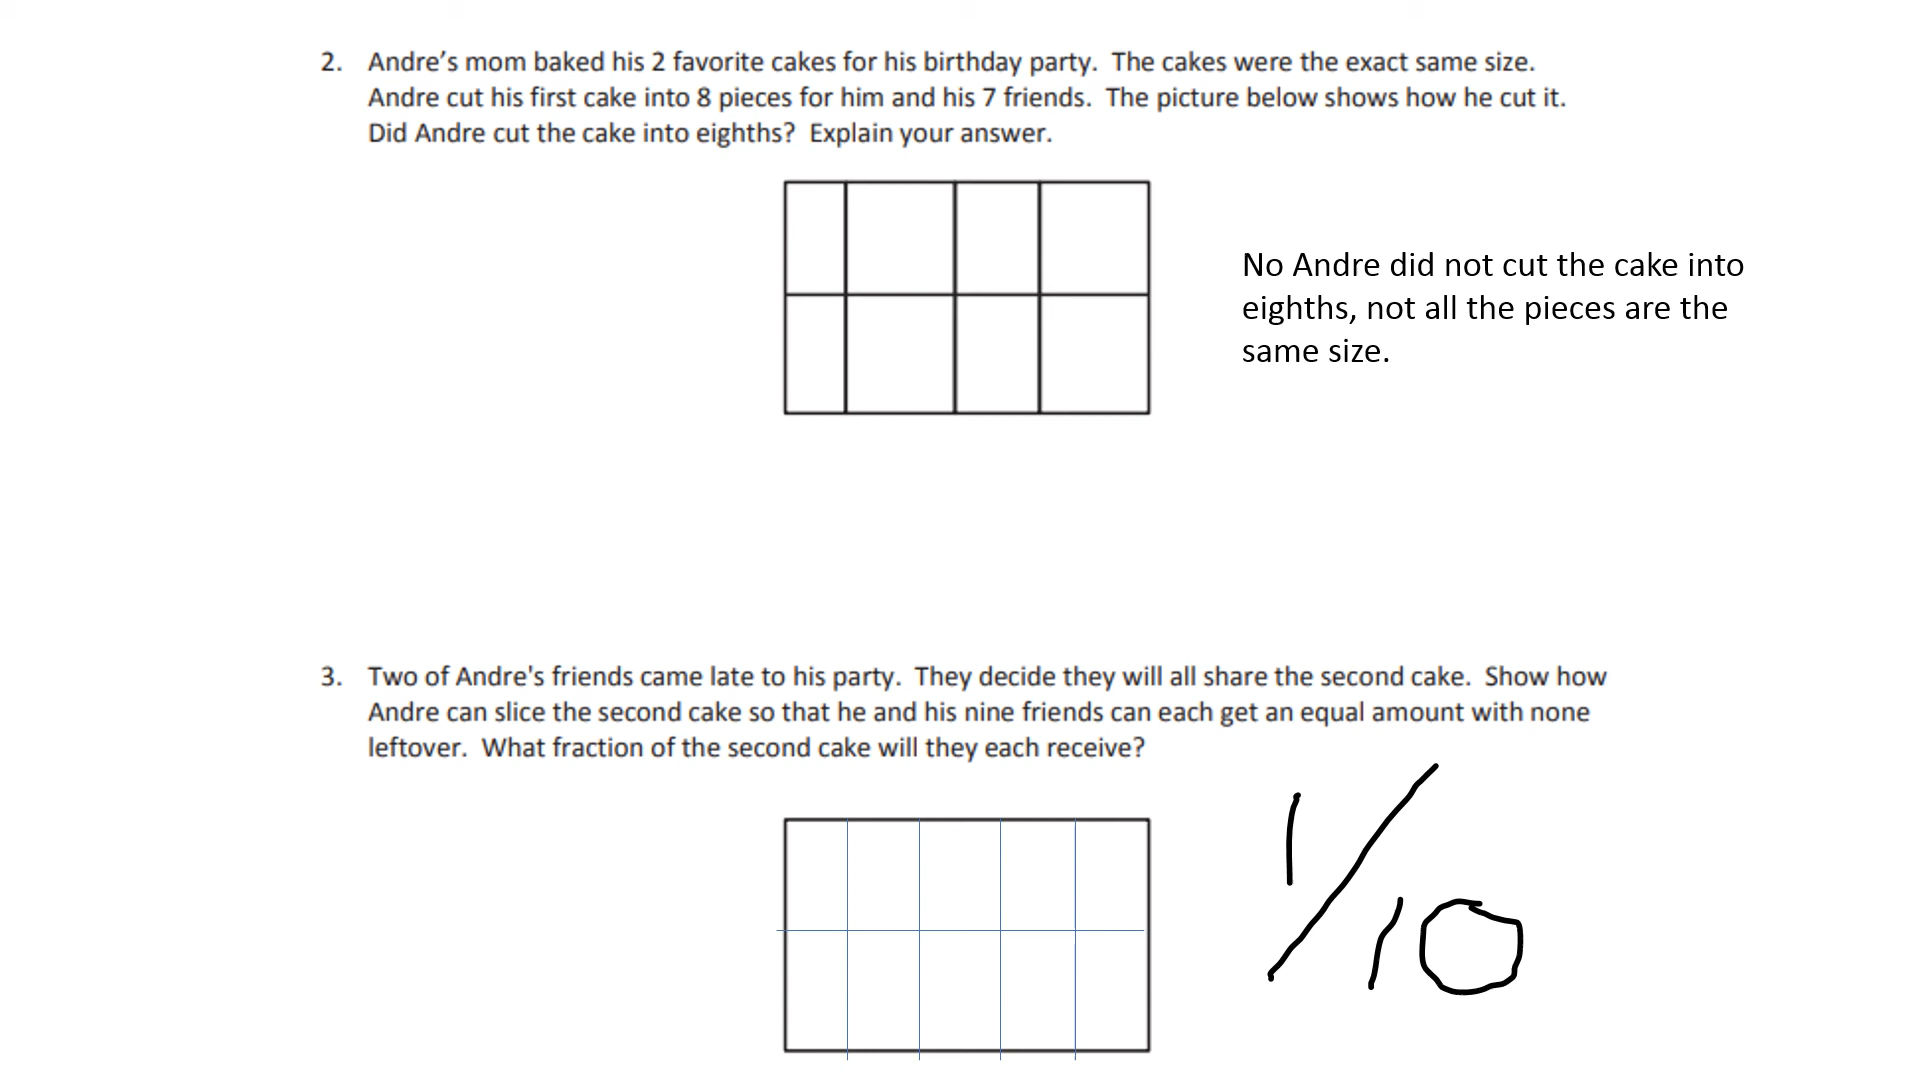 2. Andre’s mom baked his 2 favorite cakes for his birthday party. The cakes were the exact same size.
Andre cut his first cake into 8 pieces for him and his 7 friends. The picture below shows how he cut it.
Did Andre cut the cake into eighths? Explain your answer.
No Andre did not cut the cake into
eighths, not all the pieces are the
same size.
3. Two of Andre's friends came late to his party. They decide they will all share the second cake. Show how
Andre can slice the second cake so that he and his nine friends can each get an equal amount with none
leftover. What fraction of the second cake will they each receive?
1/10